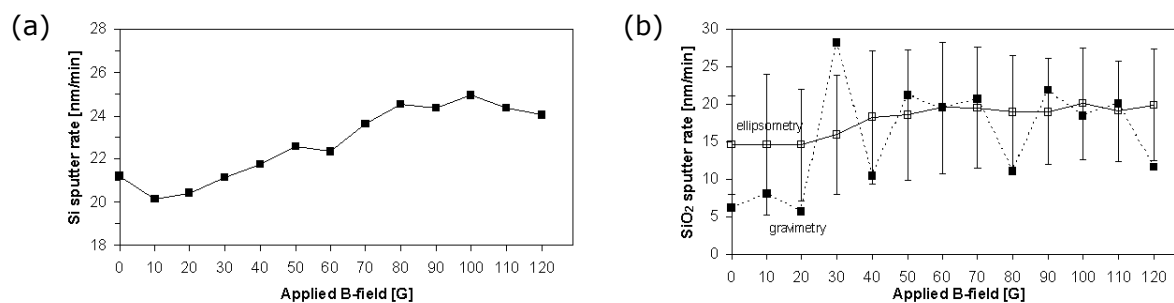 (a)
Si sputter rate [nm/min]
28
26
24
22
20
18
0 10 20 30 40 50 60 70 80 90 100 110 120
Applied B-field [G]
(b)
SiO2 sputter rate [nm/min]
30
25
20
15
10
5
0
ellipsometry
gravimetry
0 10 20 30 40 50 60 70 80 90 100 110 120
Applied B-field [G]